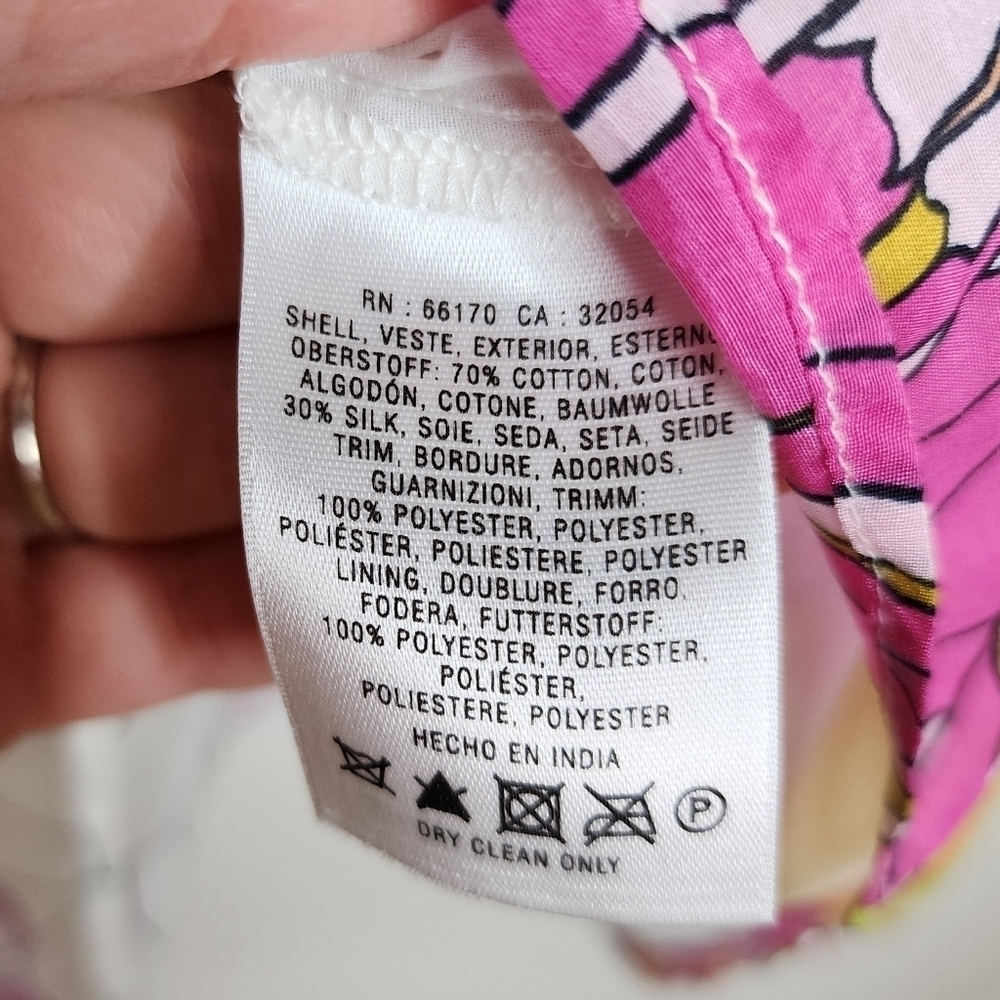 RN : 66170 CA : 32054
SHELL, VESTE, EXTERIOR,
OBERSTOFF: 70% COTTON, COTON,
ALGODÓN, COTONE, BAUMWOLLE
30% SILK, SOIE, SEDA, SETA, SEIDE
TRIM, BORDURE, ADORNOS,
GUARNIZIONI, TRIMM:
100% POLYESTER, POLYESTER,
POLIÉSTER, POLIESTERE, POLYESTER
LINING, DOUBLURE, FORRO
FODERA, FUTTERSTOFF:
100% POLYESTER, POLYESTER,
POLIÉSTER,
POLIESTERE, POLYESTER
HECHO EN INDIA
P
DRY CLEAN ONLY